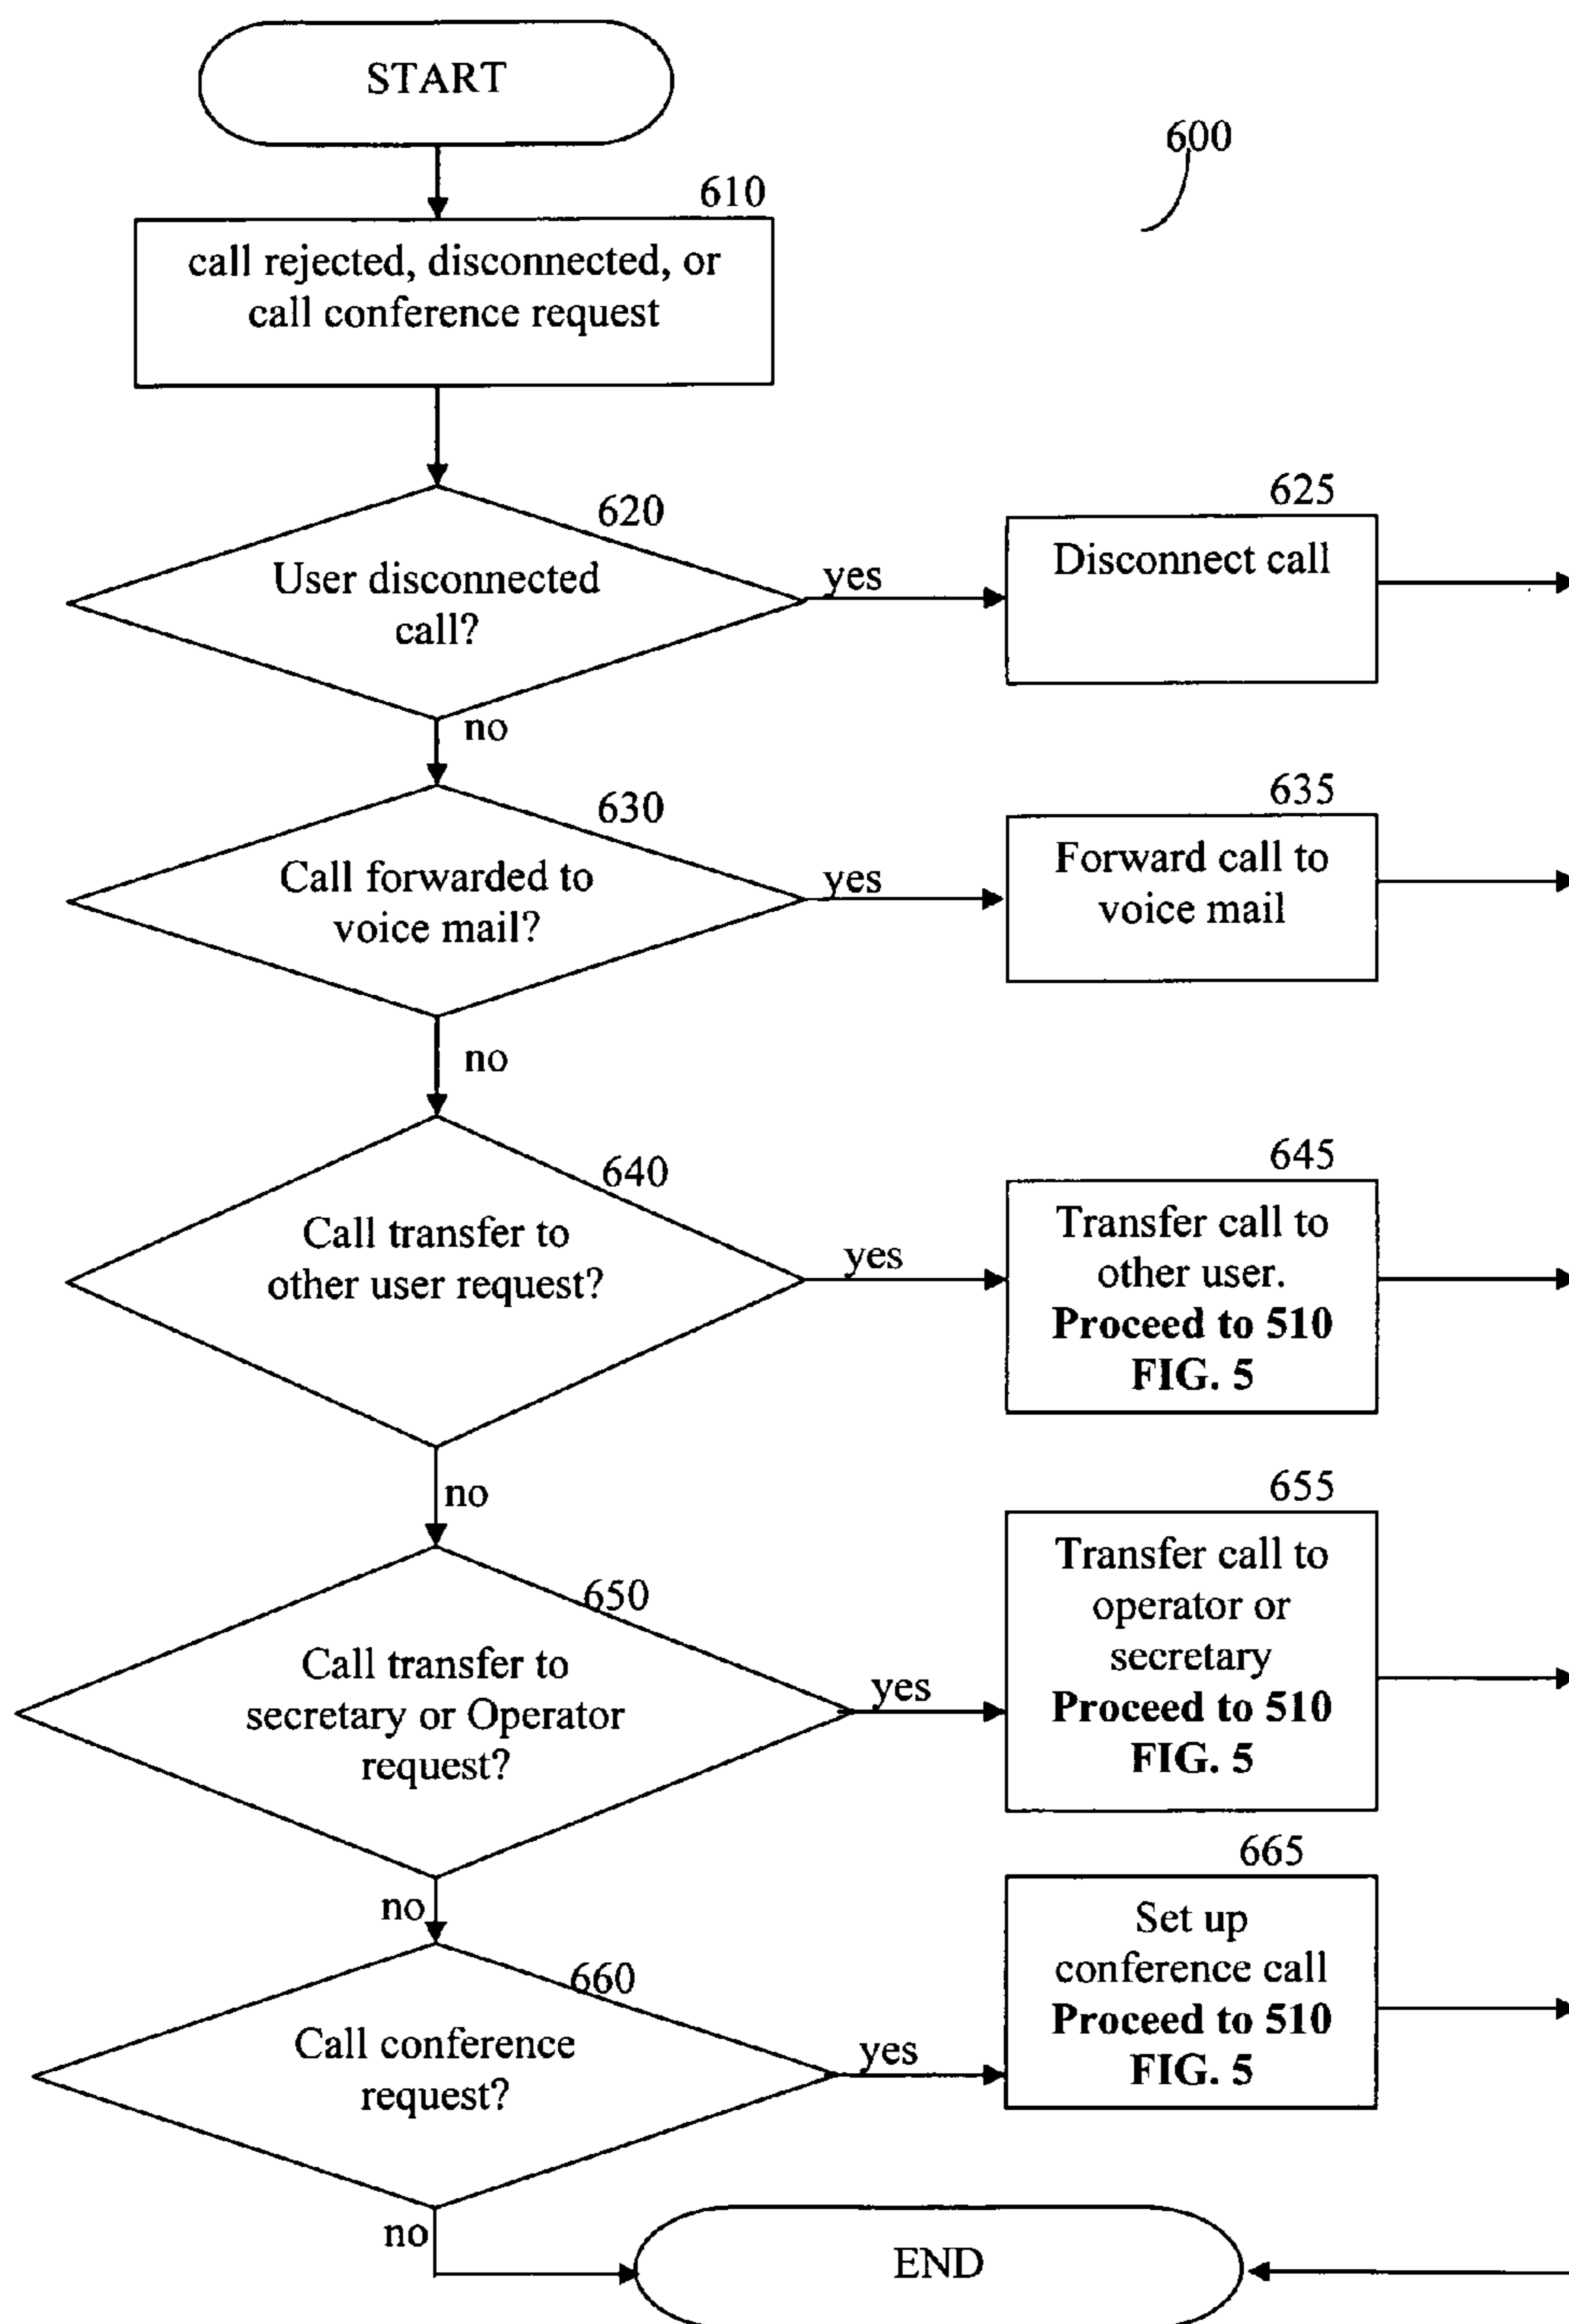 START
600
610
call rejected, disconnected, or
call conference request
620
User disconnected
call?
yes
625
Disconnect call
no
630
Call forwarded to
voice mail?
yes
635
Forward call to
voice mail
no
640
Call transfer to
other user request?
yes
645
Transfer call to
other user.
Proceed to 510
FIG. 5
no
650
Call transfer to
secretary or Operator
request?
yes
655
Transfer call to
operator or
secretary
Proceed to 510
FIG. 5
no
660
Call conference
request?
yes
665
Set up
conference call
Proceed to 510
FIG. 5
no
END